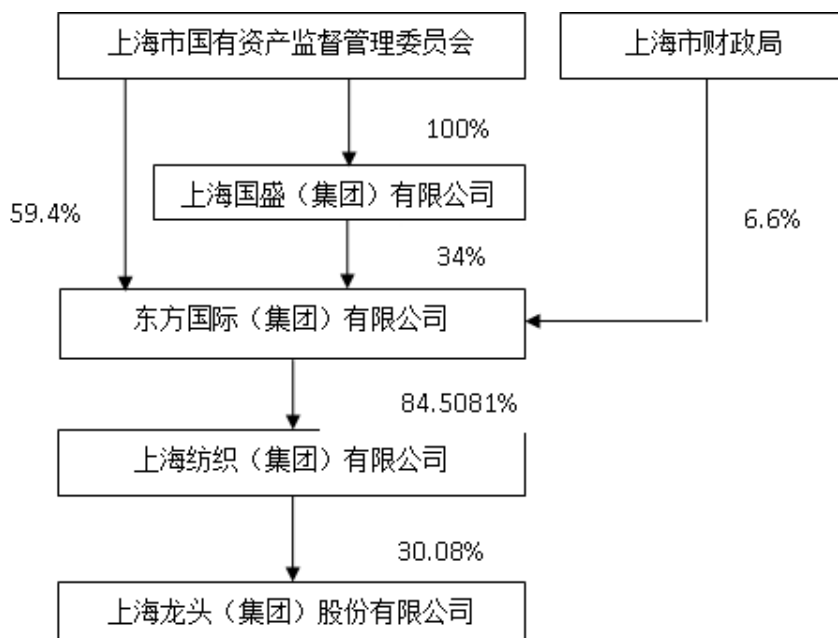 上海市国有资产监督管理委员会
上海市财政局
100%
上海国盛（集团）有限公司
59.4%
6.6%
34%
东方国际（集团）有限公司
84.5081%
上海纺织（集团）有限公司
30.08%
上海龙头（集团）股份有限公司